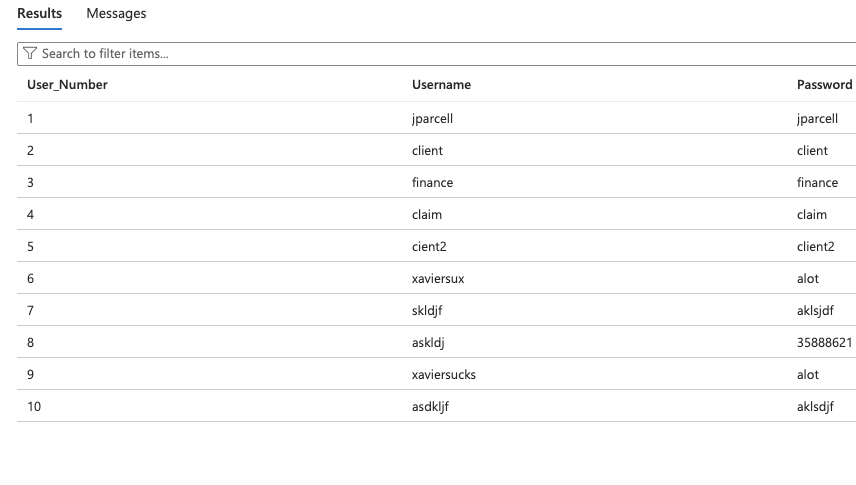 Results Messages
Search to filter items...
User_Number Username Password
1 jparcell jparcell
2 client client
3 finance finance
4 claim claim
5 cient2 client2
6 xaviersux alot
7 skldjf aklsjdf
8 askldj 35888621
9 xaviersucks alot
10 asdkljf aklsdjf